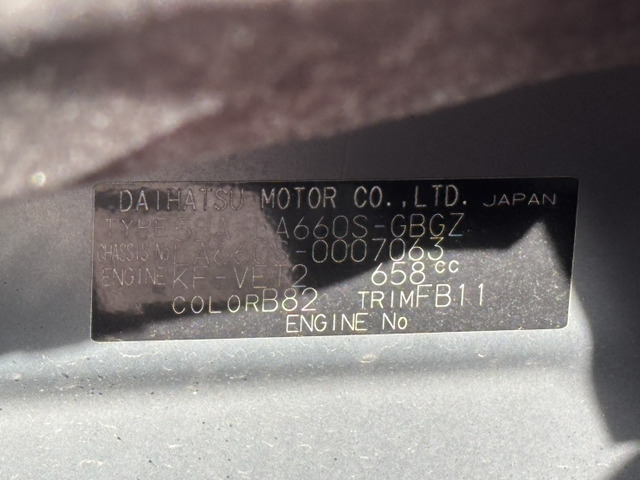 DAIHATSU MOTOR CO.,LTD. JAPAN
TYPE LA660S-GBGZ
CHASSIS No LA660S-0007063
ENGINE KF-VET2 658cc
COLOR B82 TRIM FB11
ENGINE No